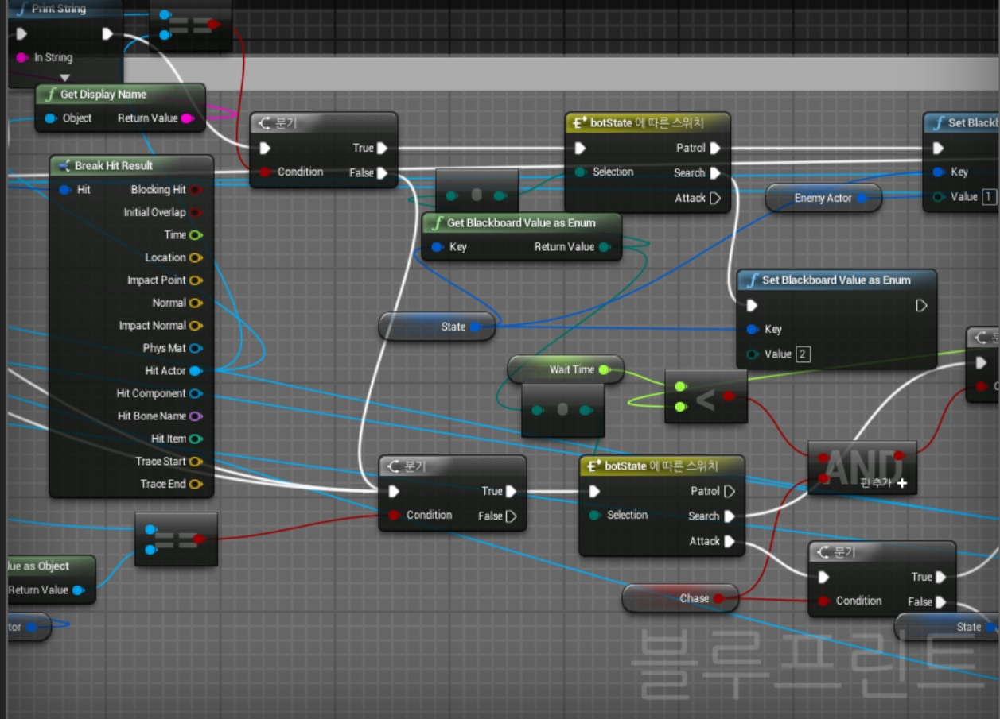 Print String
In String
Get Display Name
Object Return Value
Break Hit Result
Hit Blocking Hit
Initial Overlap
Time
Location
Impact Point
Normal
Impact Normal
Phys Mat
Hit Actor
Hit Component
Hit Bone Name
Hit Item
Trace Start
Trace End
분기
True
Condition False
botState 에 따른 스위치
Patrol
Selection Search
Attack
Enemy Actor
Key
Value 1
Get Blackboard Value as Enum
Key Return Value
State
Set Blackboard Value as Enum
Key
Value 2
Wait Time
<
AND
핀 추가 +
분기
True
Condition False
botState 에 따른 스위치
Patrol
Selection Search
Attack
==
==
as Object
Return Value
Chase
분기
True
Condition False
State
블루프린트